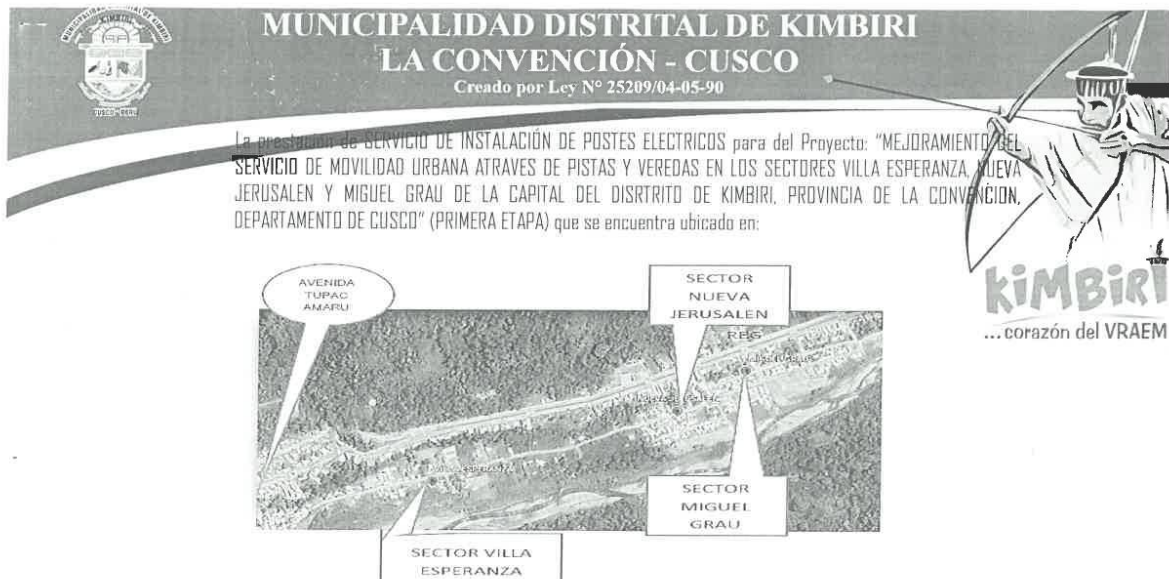 MUNICIPALIDAD DISTRITAL DE KIMBIRI
LA CONVENCIÓN - CUSCO
Creado por Ley N° 25209/04-05-90
La prestación de SERVICIO DE INSTALACIÓN DE POSTES ELECTRICOS para del Proyecto: "MEJORAMIENTO DEL
SERVICIO DE MOVILIDAD URBANA ATRAVES DE PISTAS Y VEREDAS EN LOS SECTORES VILLA ESPERANZA, NUEVA
JERUSALEN Y MIGUEL GRAU DE LA CAPITAL DEL DISRTRITO DE KIMBIRI, PROVINCIA DE LA CONVENCION,
DEPARTAMENTO DE CUSCO" (PRIMERA ETAPA) que se encuentra ubicado en:
KiMBiRi
... corazón del VRAEM
AVENIDA
TUPAC
AMARU
SECTOR
NUEVA
JERUSALEN
REG
SECTOR
MIGUEL
GRAU
SECTOR VILLA
ESPERANZA